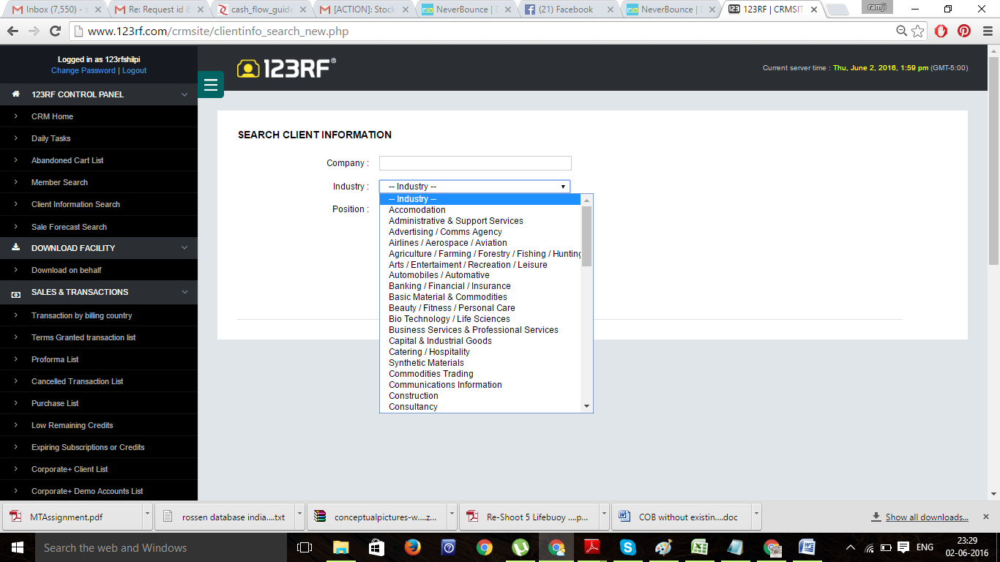 Inbox (7,550) - s
Re: Request id &
cash_flow_guide
[ACTION]: Stock
NeverBounce | D
(21) Facebook
NeverBounce | D
123RF | CRMSIT
ramji
www.123rf.com/crmsite/clientinfo_search_new.php
Logged in as 123rfshilpi
Change Password | Logout
123RF®
Current server time : Thu, June 2, 2016, 1:59 pm (GMT-5:00)
123RF CONTROL PANEL
CRM Home
Daily Tasks
Abandoned Cart List
Member Search
Client Information Search
Sale Forecast Search
DOWNLOAD FACILITY
Download on behalf
SALES & TRANSACTIONS
Transaction by billing country
Terms Granted transaction list
Proforma List
Cancelled Transaction List
Purchase List
Low Remaining Credits
Expiring Subscriptions or Credits
Corporate+ Client List
Corporate+ Demo Accounts List
SEARCH CLIENT INFORMATION
Company :
Industry : -- Industry --
Position :
-- Industry --
Accomodation
Administrative & Support Services
Advertising / Comms Agency
Airlines / Aerospace / Aviation
Agriculture / Farming / Forestry / Fishing / Hunting
Arts / Entertaiment / Recreation / Leisure
Automobiles / Automative
Banking / Financial / Insurance
Basic Material & Commodities
Beauty / Fitness / Personal Care
Bio Technology / Life Sciences
Business Services & Professional Services
Capital & Industrial Goods
Catering / Hospitality
Synthetic Materials
Commodities Trading
Communications Information
Construction
Consultancy
MTAssignment.pdf
rossen database india....txt
conceptualpictures-w....z...
Re-Shoot 5 Lifebuoy ....p...
COB without existin....doc
Show all downloads...
Search the web and Windows
ENG
23:29
02-06-2016